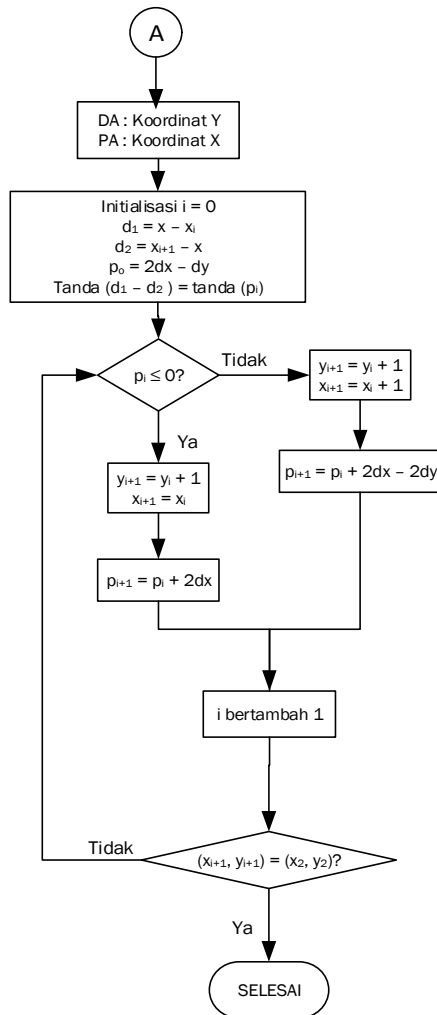 A
DA : Koordinat Y
PA : Koordinat X
Initialisasi i = 0
d₁ = x – xᵢ
d₂ = xᵢ₊₁ – x
pₒ = 2dx – dy
Tanda (d₁ – d₂ ) = tanda (pᵢ)
pᵢ ≤ 0?
Tidak
yᵢ₊₁ = yᵢ + 1
xᵢ₊₁ = xᵢ + 1
pᵢ₊₁ = pᵢ + 2dx – 2dy
Ya
yᵢ₊₁ = yᵢ + 1
xᵢ₊₁ = xᵢ
pᵢ₊₁ = pᵢ + 2dx
i bertambah 1
(xᵢ₊₁, yᵢ₊₁) = (x₂, y₂)?
Tidak
Ya
SELESAI